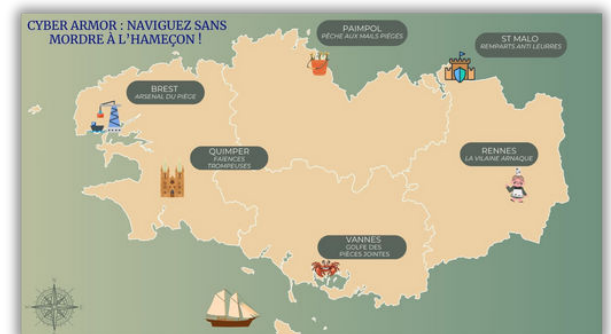 CYBER ARMOR : NAVIGUEZ SANS
MORDRE À L'HAMEÇON !
PAIMPOL
PÊCHE AUX MAILS PIÉGÉS
ST MALO
REMPARTS ANTI LEURRES
BREST
ARSENAL DU PIÈGE
QUIMPER
FAÏENCES
TROMPEUSES
RENNES
LA VILAINE ARNAQUE
VANNES
GOLFE DES
PIÈCES JOINTES